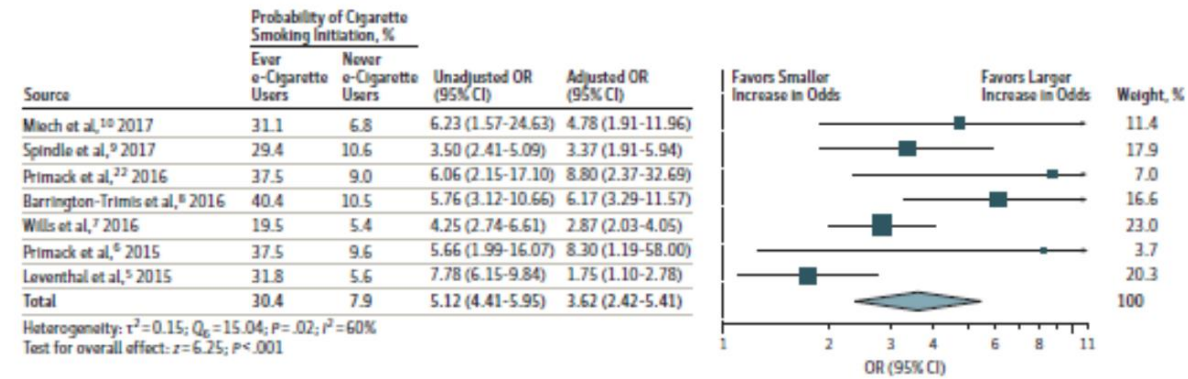 Probability of Cigarette
Smoking Initiation, %
Ever Never
e-Cigarette e-Cigarette Unadjusted OR Adjusted OR Favors Smaller Favors Larger
Source Users Users (95% CI) (95% CI) Increase in Odds Increase in Odds Weight, %
Miech et al,¹⁰ 2017 31.1 6.8 6.23 (1.57-24.63) 4.78 (1.91-11.96) 11.4
Spindle et al,⁹ 2017 29.4 10.6 3.50 (2.41-5.09) 3.37 (1.91-5.94) 17.9
Primack et al,²² 2016 37.5 9.0 6.06 (2.15-17.10) 8.80 (2.37-32.69) 7.0
Barrington-Trimis et al,⁸ 2016 40.4 10.5 5.76 (3.12-10.66) 6.17 (3.29-11.57) 16.6
Wills et al,⁷ 2016 19.5 5.4 4.25 (2.74-6.61) 2.87 (2.03-4.05) 23.0
Primack et al,⁶ 2015 37.5 9.6 5.66 (1.99-16.07) 8.30 (1.19-58.00) 3.7
Leventhal et al,⁵ 2015 31.8 5.6 7.78 (6.15-9.84) 1.75 (1.10-2.78) 20.3
Total 30.4 7.9 5.12 (4.41-5.95) 3.62 (2.42-5.41) 100
Heterogeneity: τ²=0.15; Q₆=15.04; P=.02; I²=60%
Test for overall effect: z=6.25; P<.001
1 2 3 4 6 8 11
OR (95% CI)